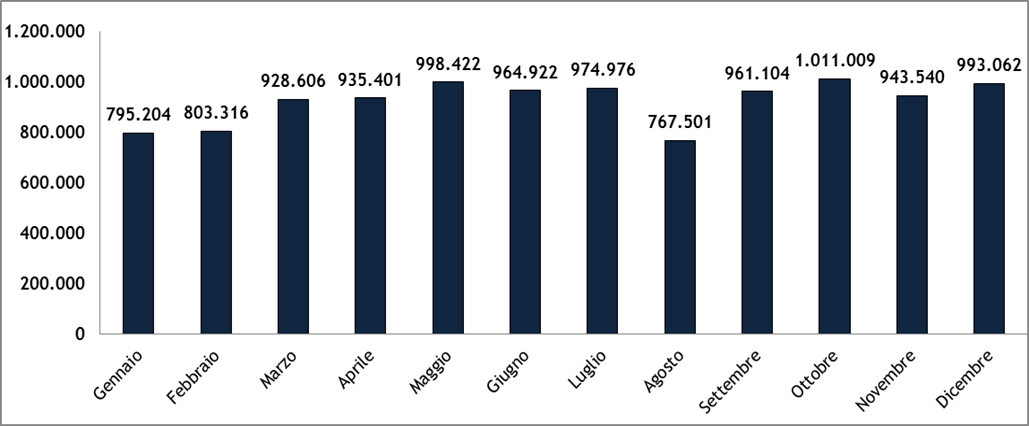 1.200.000
1.000.000
800.000
600.000
400.000
200.000
0
795.204
803.316
928.606
935.401
998.422
964.922
974.976
767.501
961.104
1.011.009
943.540
993.062
Gennaio
Febbraio
Marzo
Aprile
Maggio
Giugno
Luglio
Agosto
Settembre
Ottobre
Novembre
Dicembre